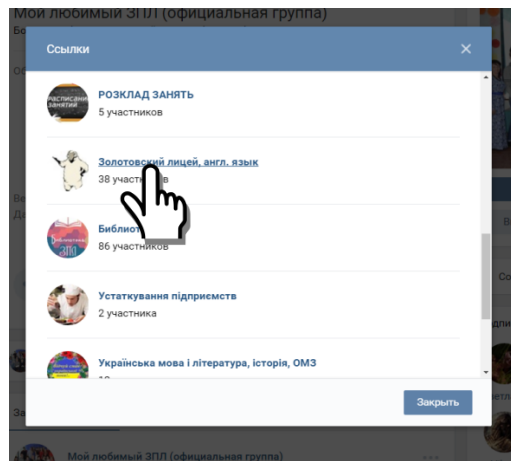 Мой любимый ЗПЛ (официальная группа)
Ссылки
РОЗКЛАД ЗАНЯТЬ
5 участников
Золотовский лицей, англ. язык
38 участников
86 участников
Устаткування підприємств
2 участника
Українська мова і література, історія, ОМЗ
Закрыть
Мой любимый ЗПЛ (официальная группа)